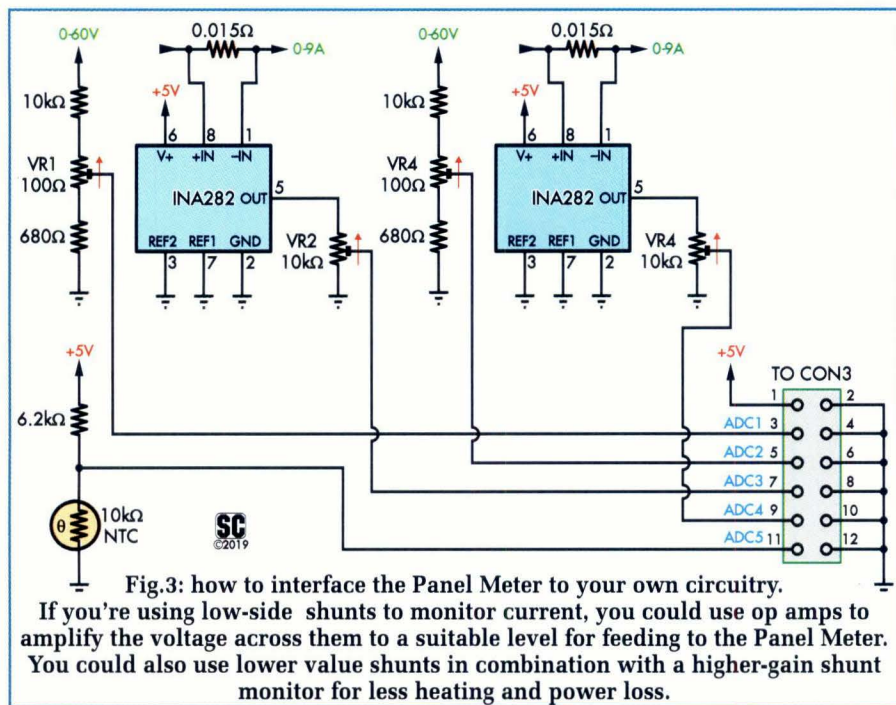 0-60V
0.015Ω
0-9A
0-60V
0.015Ω
0-9A
10kΩ
+5V
6
8
1
V+
+IN
−IN
VR1
100Ω
INA282
OUT
5
680Ω
REF2
REF1
GND
3
7
2
VR2
10kΩ
10kΩ
+5V
6
8
1
V+
+IN
−IN
VR4
100Ω
INA282
OUT
5
680Ω
REF2
REF1
GND
3
7
2
VR4
10kΩ
+5V
6.2kΩ
θ
10kΩ
NTC
SC
©2019
+5V
TO CON3
1
2
ADC1 3
4
ADC2 5
6
ADC3 7
8
ADC4 9
10
ADC5 11
12
Fig.3: how to interface the Panel Meter to your own circuitry.
If you're using low-side shunts to monitor current, you could use op amps to
amplify the voltage across them to a suitable level for feeding to the Panel Meter.
You could also use lower value shunts in combination with a higher-gain shunt
monitor for less heating and power loss.